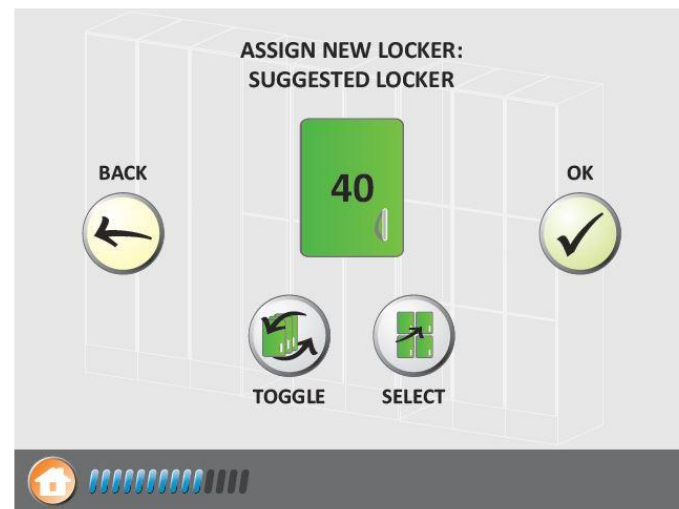 ASSIGN NEW LOCKER:
SUGGESTED LOCKER
BACK
40
OK
TOGGLE
SELECT